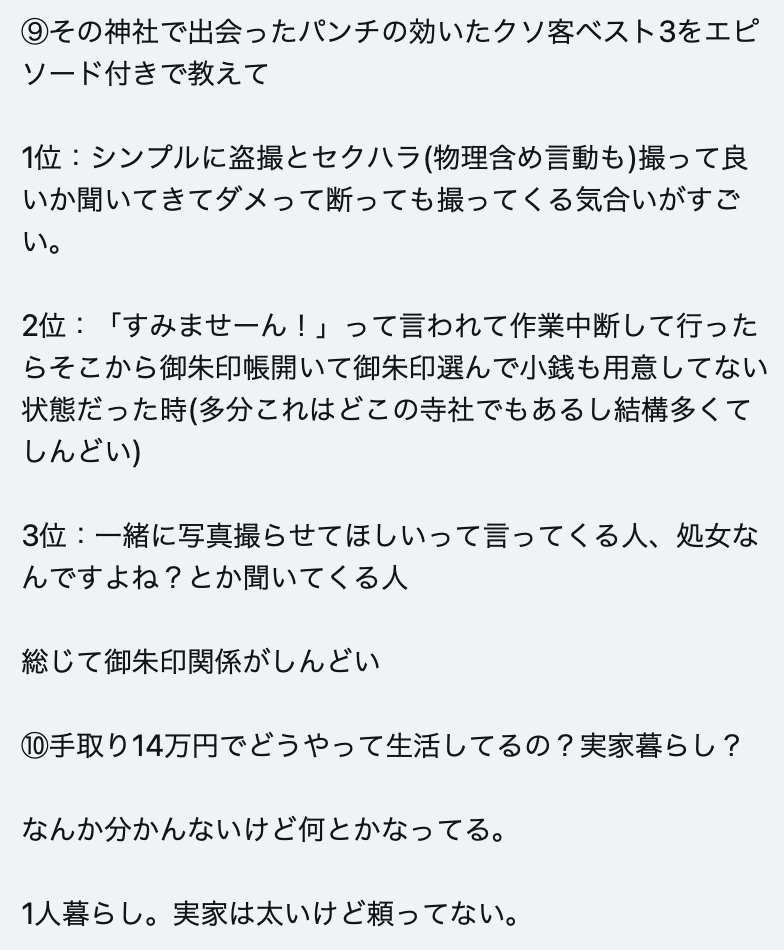 ⑨その神社で出会ったパンチの効いたクソ客ベスト3をエピ
ソード付きで教えて
1位：シンプルに盗撮とセクハラ(物理含め言動も)撮って良
いか聞いてきてダメって断っても撮ってくる気合いがすご
い。
2位：「すみませーん！」って言われて作業中断して行った
らそこから御朱印帳開いて御朱印選んで小銭も用意してない
状態だった時(多分これはどこの寺社でもあるし結構多くて
しんどい)
3位：一緒に写真撮らせてほしいって言ってくる人、処女な
んですよね？とか聞いてくる人
総じて御朱印関係がしんどい
⑩手取り14万円でどうやって生活してるの？実家暮らし？
なんか分かんないけど何とかなってる。
1人暮らし。実家は太いけど頼ってない。